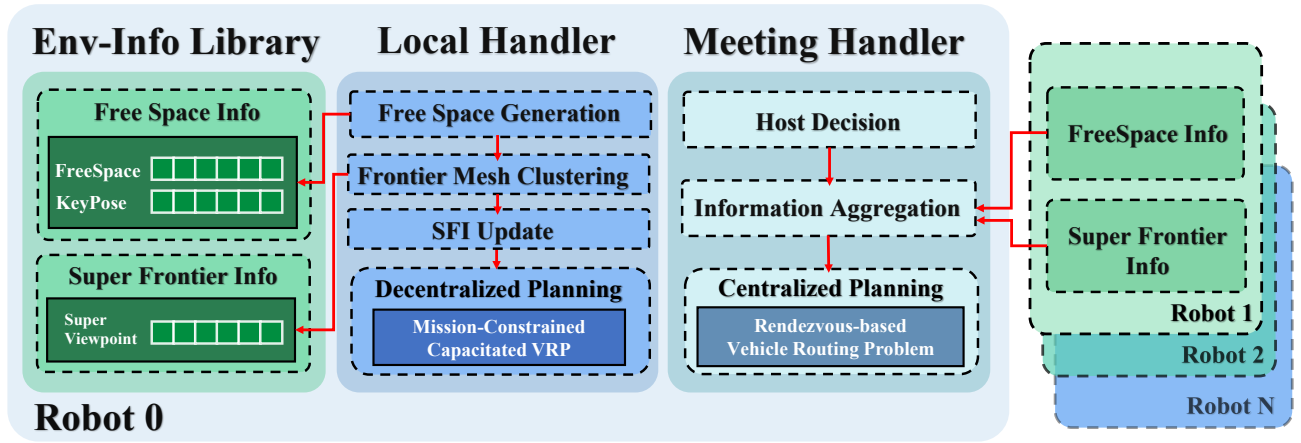 Env-Info Library
Free Space Info
FreeSpace
KeyPose
Super Frontier Info
Super
Viewpoint
Robot 0
Local Handler
Free Space Generation
Frontier Mesh Clustering
SFI Update
Decentralized Planning
Mission-Constrained
Capacitated VRP
Meeting Handler
Host Decision
Information Aggregation
Centralized Planning
Rendezvous-based
Vehicle Routing Problem
FreeSpace Info
Super Frontier
Info
Robot 1
Robot 2
Robot N